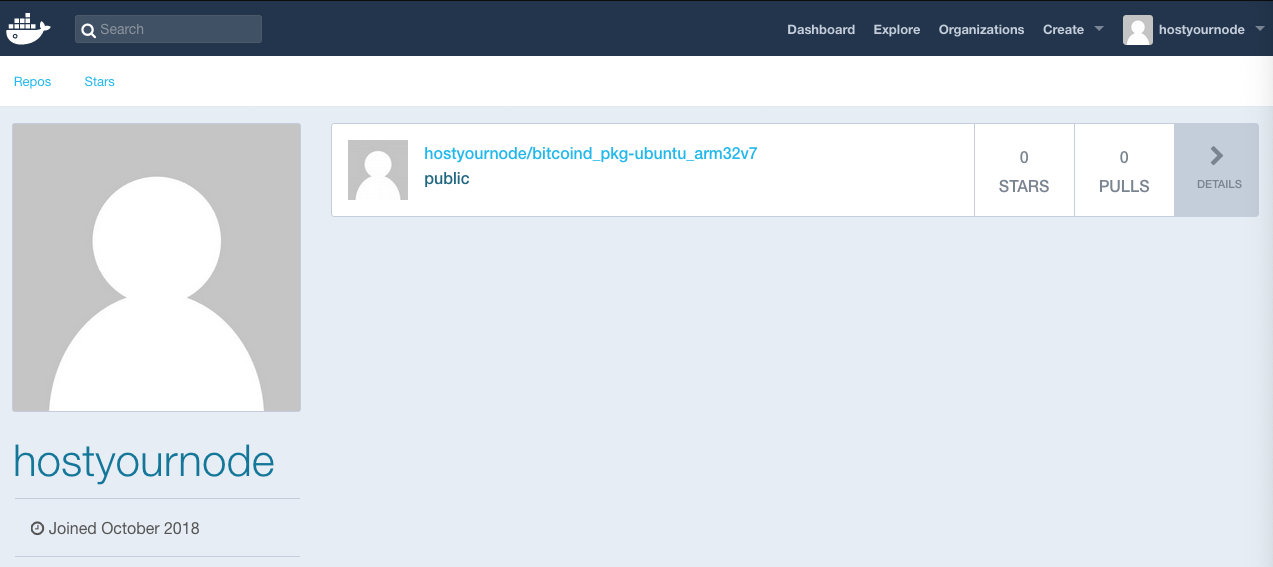 Search
Dashboard Explore Organizations Create hostyournode
Repos Stars
hostyournode/bitcoind_pkg-ubuntu_arm32v7
public
0
STARS
0
PULLS
DETAILS
hostyournode
Joined October 2018